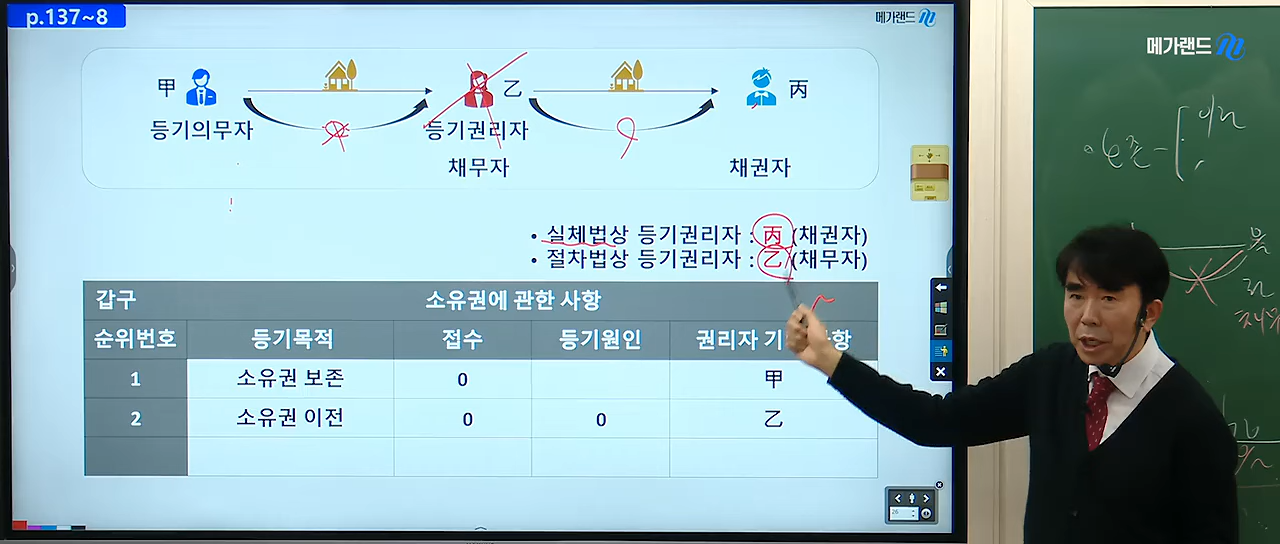 p.137~8
메가랜드
메가랜드
甲
乙
丙
등기의무자
등기권리자
채무자
채권자
• 실체법상 등기권리자 : 丙 (채권자)
• 절차법상 등기권리자 : 乙 (채무자)
갑구 소유권에 관한 사항
순위번호 등기목적 접수 등기원인 권리자 기 항
1 소유권 보존 0 甲
2 소유권 이전 0 0 乙
26